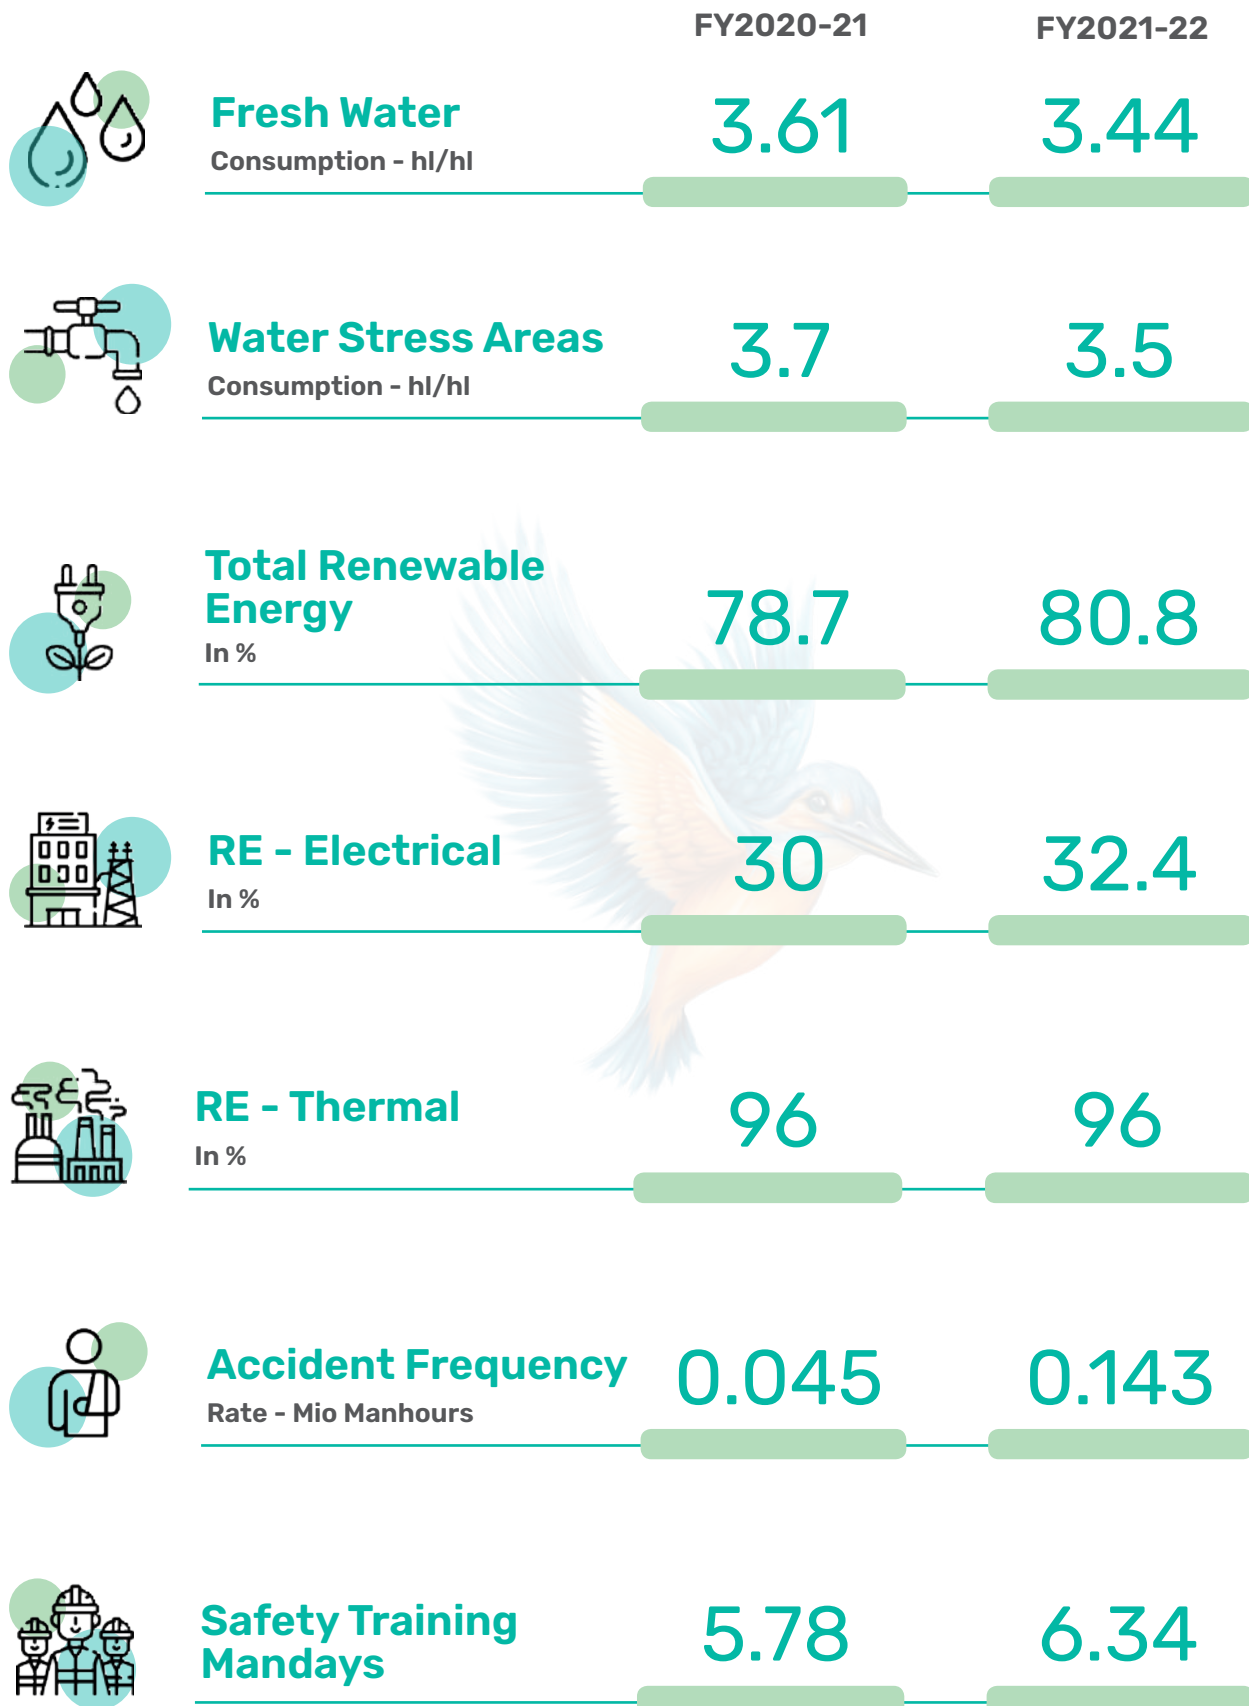 FY2020-21 FY2021-22
Fresh Water 3.61 3.44
Consumption - hl/hl
Water Stress Areas 3.7 3.5
Consumption - hl/hl
Total Renewable
Energy 78.7 80.8
In %
RE - Electrical 30 32.4
In %
RE - Thermal 96 96
In %
Accident Frequency 0.045 0.143
Rate - Mio Manhours
Safety Training 5.78 6.34
Mandays